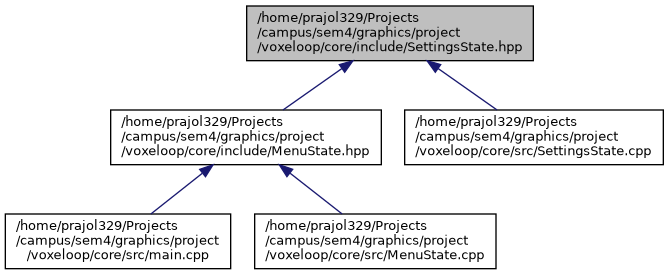 /home/prajol329/Projects
/campus/sem4/graphics/project
/voxeloop/core/include/SettingsState.hpp
/home/prajol329/Projects
/campus/sem4/graphics/project
/voxeloop/core/include/MenuState.hpp
/home/prajol329/Projects
/campus/sem4/graphics/project
/voxeloop/core/src/SettingsState.cpp
/home/prajol329/Projects
/campus/sem4/graphics/project
/voxeloop/core/src/main.cpp
/home/prajol329/Projects
/campus/sem4/graphics/project
/voxeloop/core/src/MenuState.cpp